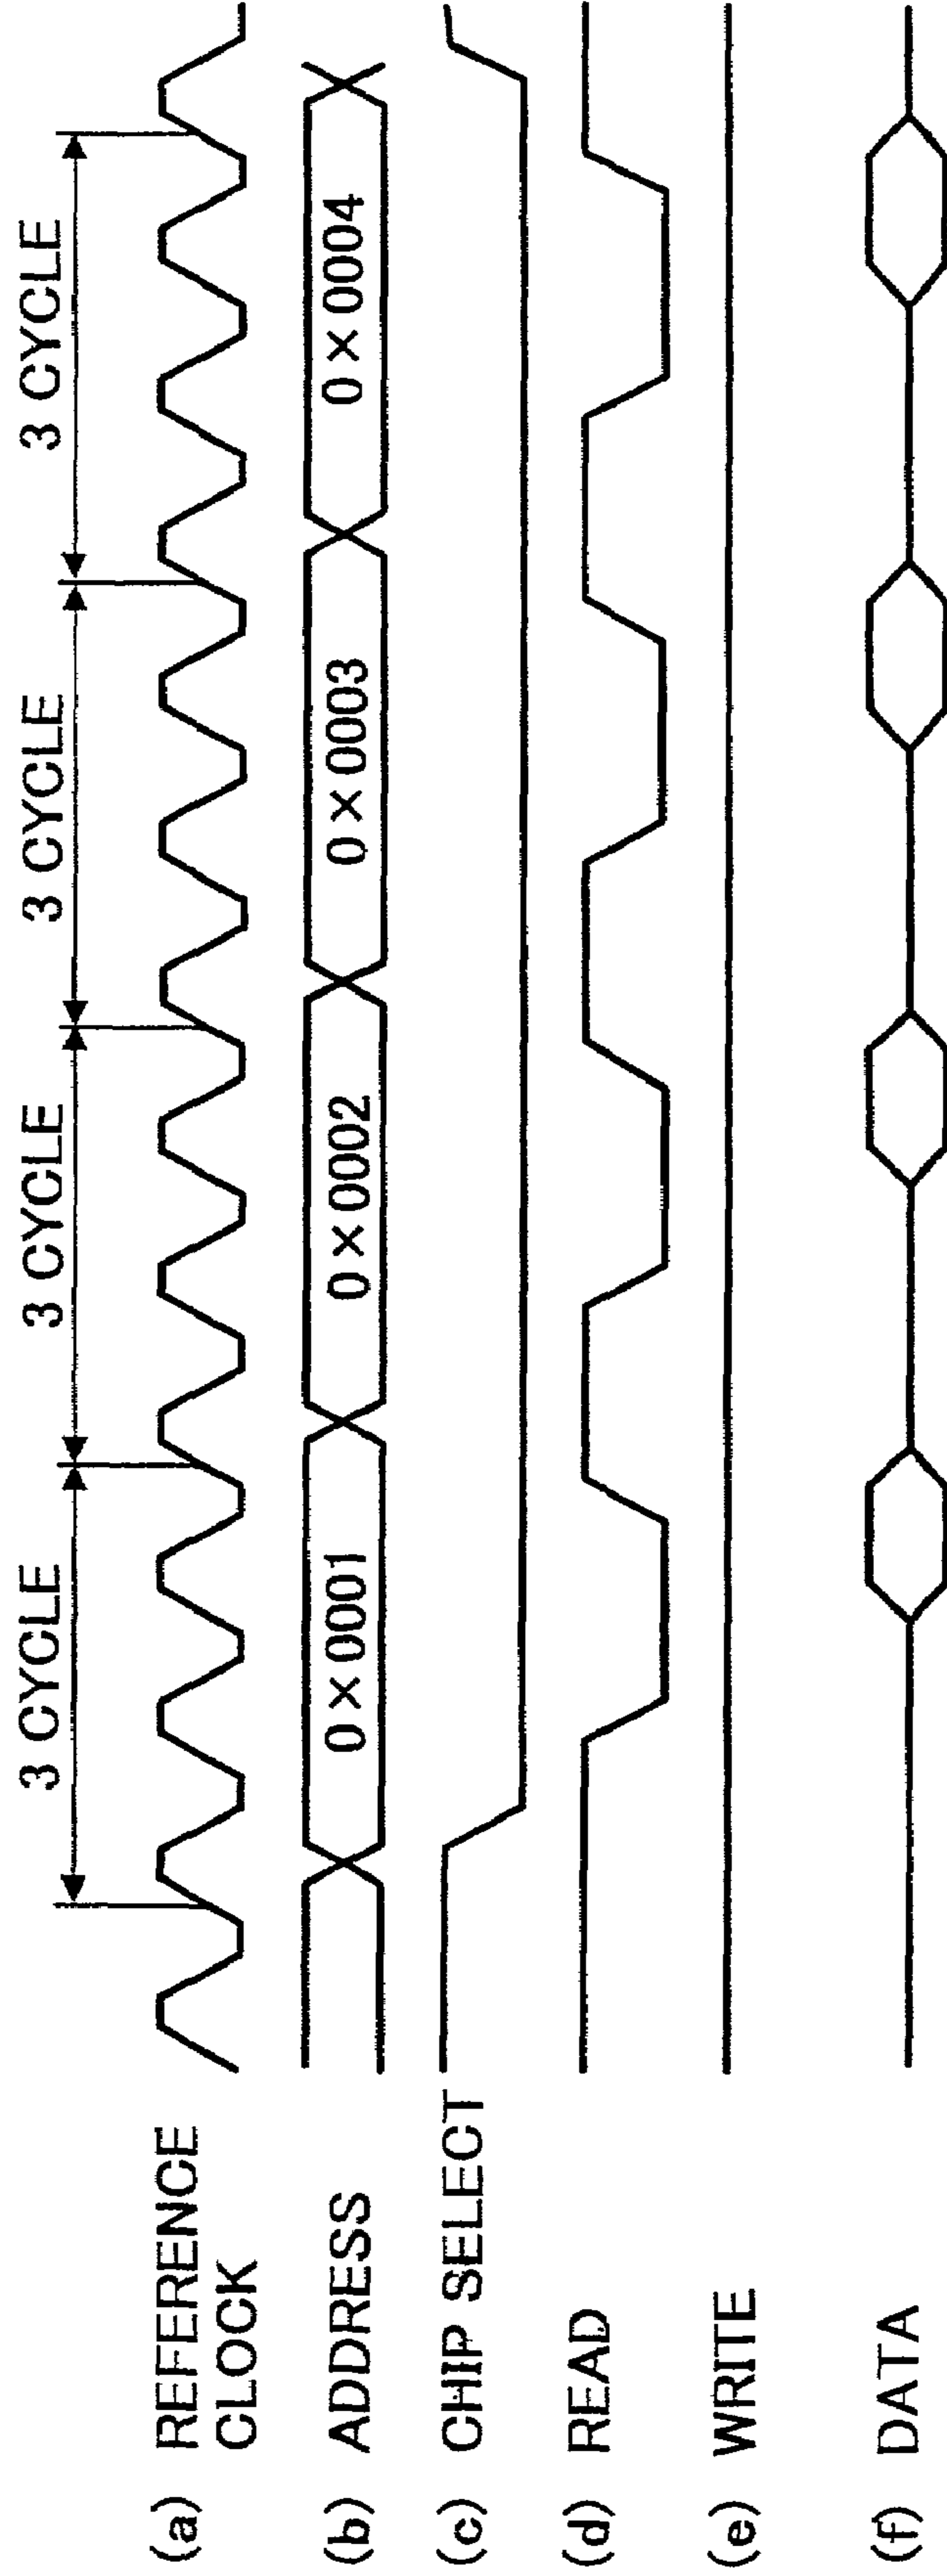 3 CYCLE 3 CYCLE 3 CYCLE 3 CYCLE
(a) REFERENCE
CLOCK
(b) ADDRESS 0×0001 0×0002 0×0003 0×0004
(c) CHIP SELECT
(d) READ
(e) WRITE
(f) DATA